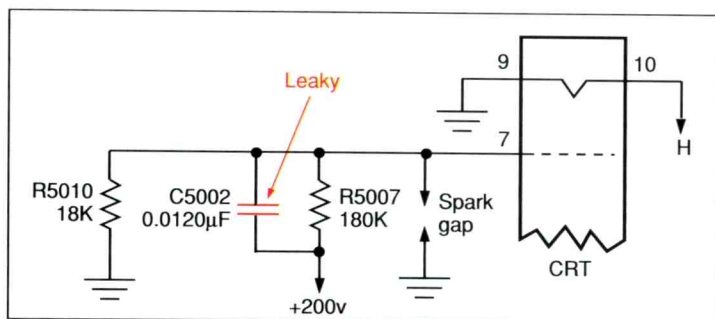 Leaky
9
10
7
H
R5010
18K
C5002
0.0120µF
R5007
180K
Spark
gap
CRT
+200v